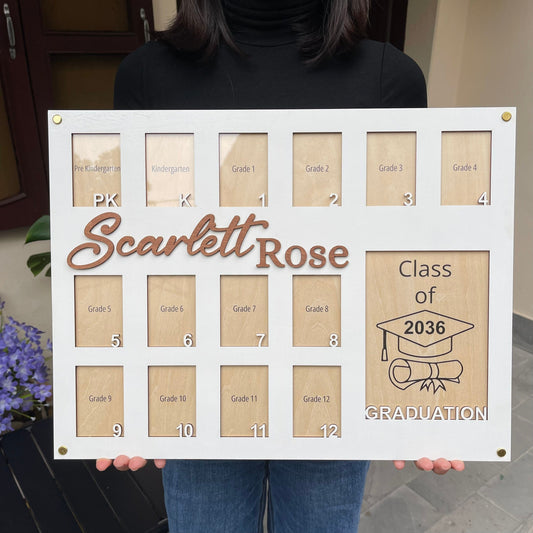 Pre Kindergarten
PK
Kindergarten
K
Grade 1
1
Grade 2
2
Grade 3
3
Grade 4
4
Scarlett Rose
Grade 5
5
Grade 6
6
Grade 7
7
Grade 8
8
Grade 9
9
Grade 10
10
Grade 11
11
Grade 12
12
Class
of
2036
GRADUATION